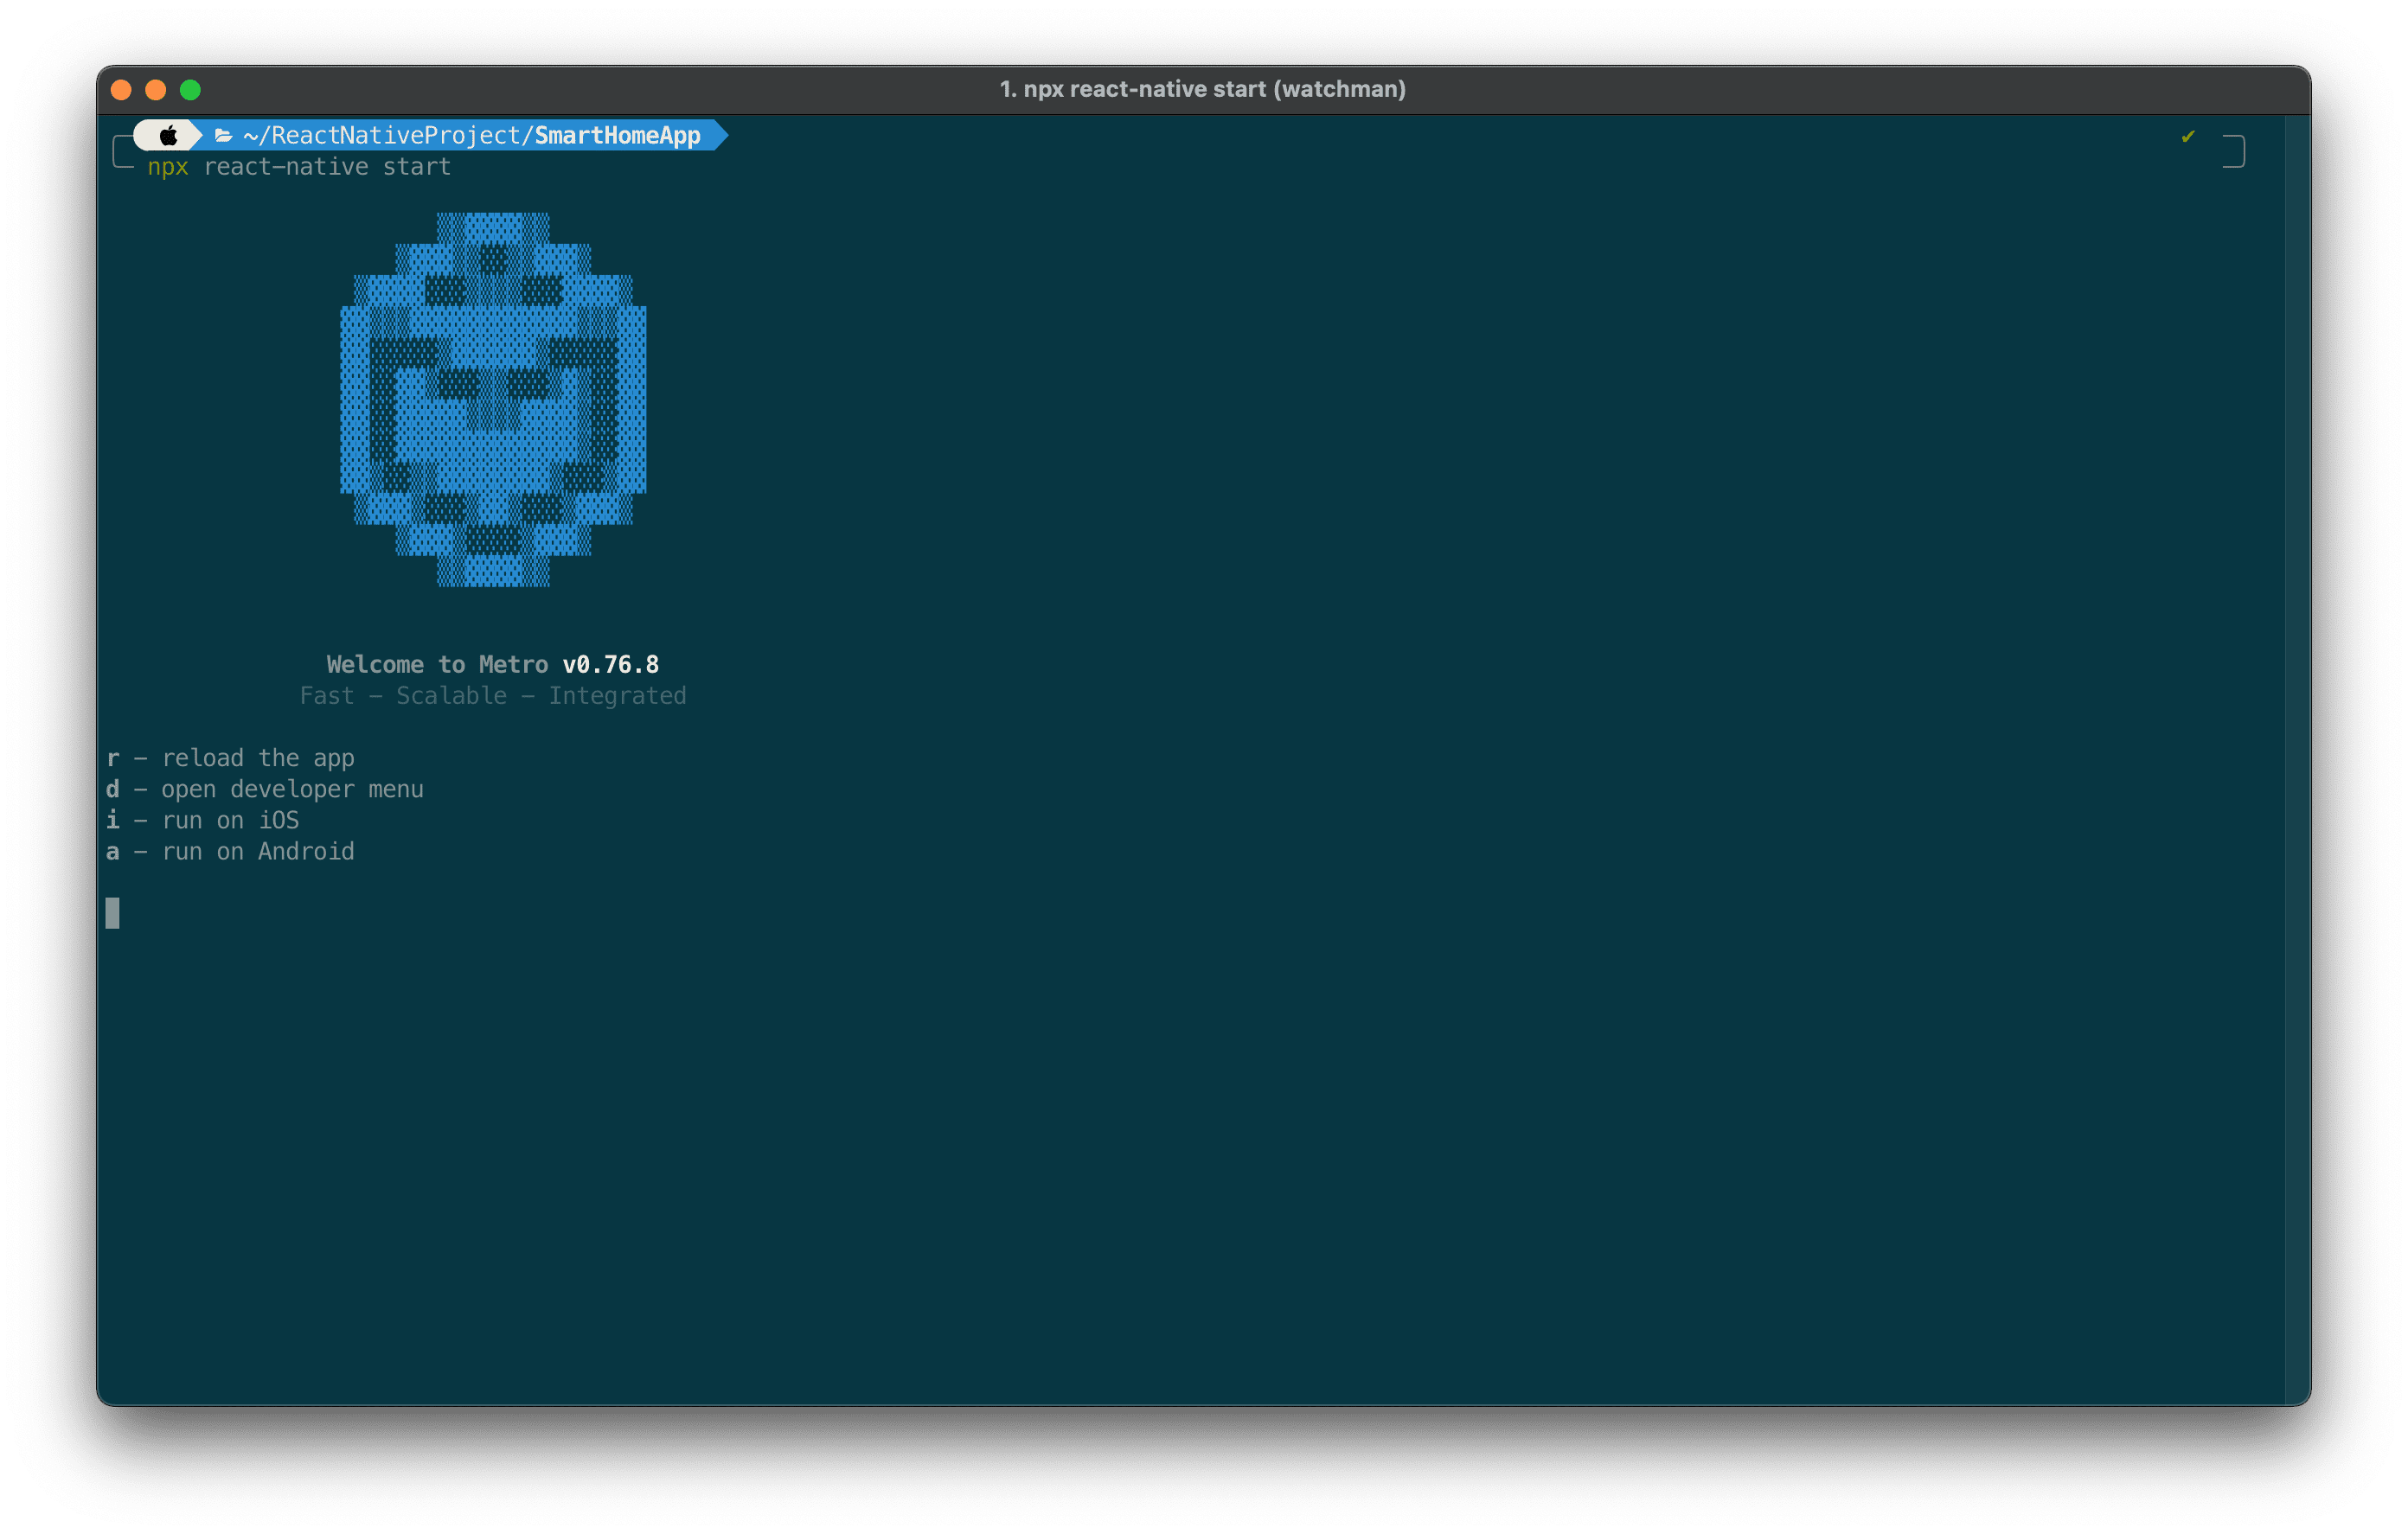 1. npx react-native start (watchman)
~/ReactNativeProject/SmartHomeApp ✔
npx react-native start
Welcome to Metro v0.76.8
Fast - Scalable - Integrated
r - reload the app
d - open developer menu
i - run on iOS
a - run on Android